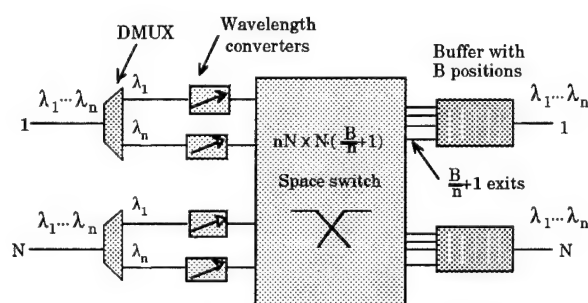 DMUX
Wavelength
converters
Buffer with
B positions
λ1...λn
1
λ1
λn
nN x N·(B/n+1)
Space switch
λ1...λn
1
B/n+1 exits
λ1...λn
N
λ1
λn
λ1...λn
N